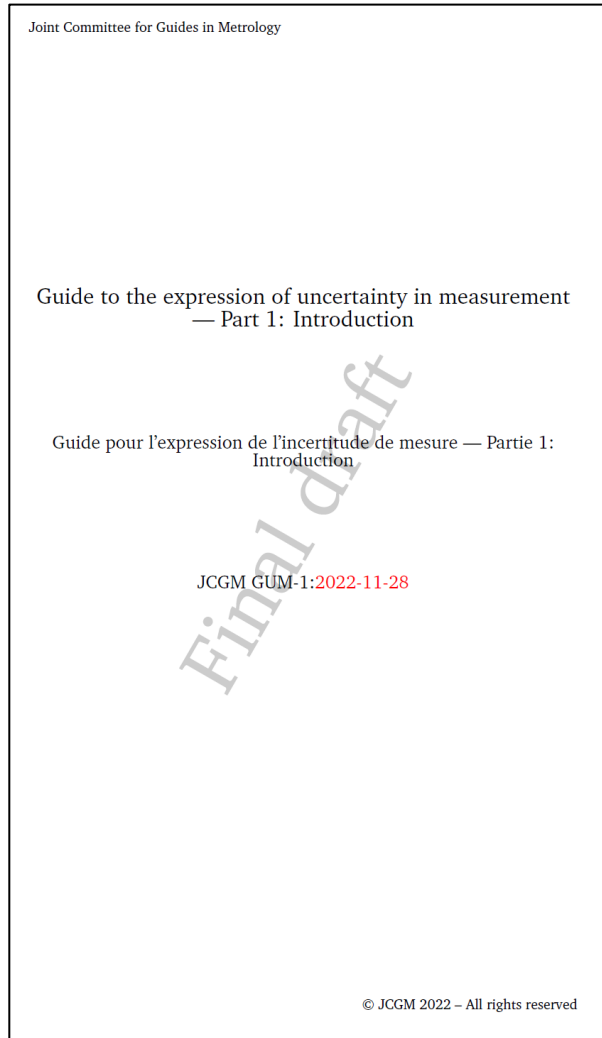 Joint Committee for Guides in Metrology
Guide to the expression of uncertainty in measurement
— Part 1: Introduction
Guide pour l'expression de l'incertitude de mesure — Partie 1:
Introduction
Final draft
JCGM GUM-1:2022-11-28
© JCGM 2022 – All rights reserved